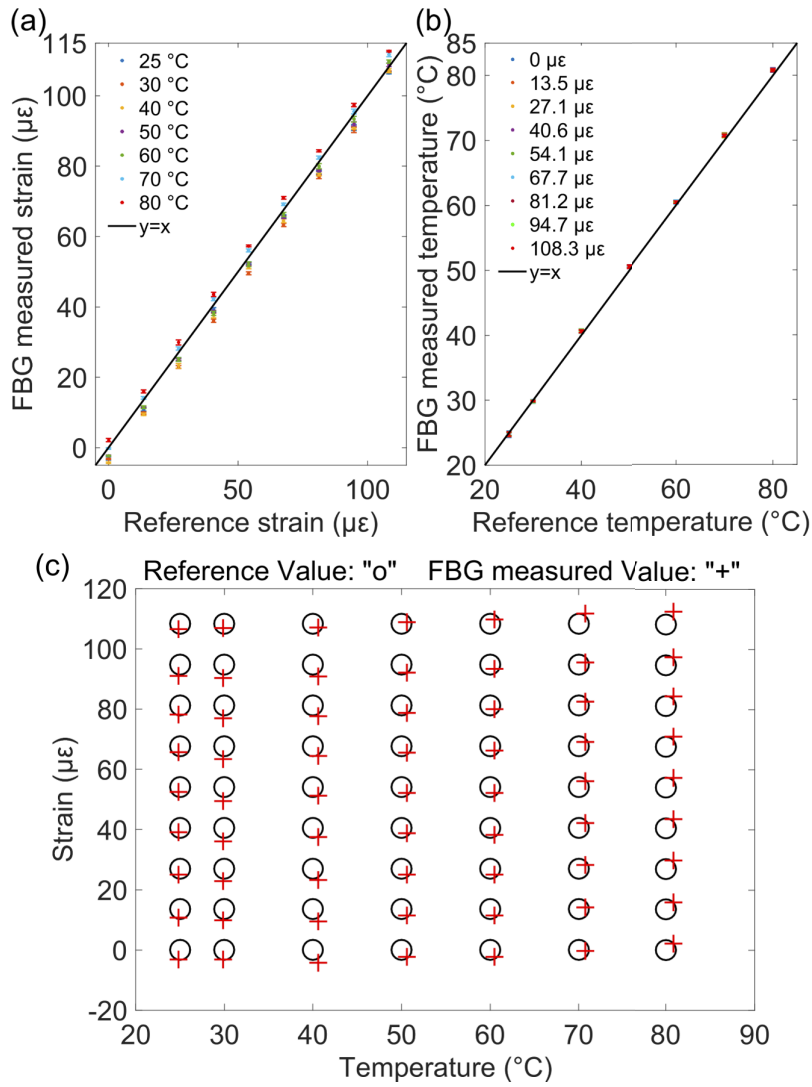 (a)
115
100
80
60
40
20
0
FBG measured strain (με)
25 °C
30 °C
40 °C
50 °C
60 °C
70 °C
80 °C
y=x
0 50 100
Reference strain (με)
(b)
85
80
70
60
50
40
30
20
FBG measured temperature (°C)
0 με
13.5 με
27.1 με
40.6 με
54.1 με
67.7 με
81.2 με
94.7 με
108.3 με
y=x
20 40 60 80
Reference temperature (°C)
(c)
Reference Value: "o" FBG measured Value: "+"
120
100
80
60
40
20
0
-20
Strain (με)
20 30 40 50 60 70 80 90
Temperature (°C)